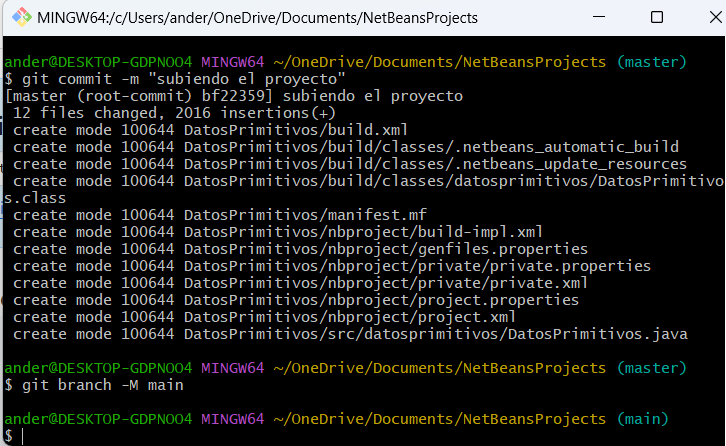 MINGW64:/c/Users/ander/OneDrive/Documents/NetBeansProjects
ander@DESKTOP-GDPNOO4 MINGW64 ~/OneDrive/Documents/NetBeansProjects (master)
$ git commit -m "subiendo el proyecto"
[master (root-commit) bf22359] subiendo el proyecto
 12 files changed, 2016 insertions(+)
 create mode 100644 DatosPrimitivos/build.xml
 create mode 100644 DatosPrimitivos/build/classes/.netbeans_automatic_build
 create mode 100644 DatosPrimitivos/build/classes/.netbeans_update_resources
 create mode 100644 DatosPrimitivos/build/classes/datosprimitivos/DatosPrimitivo
s.class
 create mode 100644 DatosPrimitivos/manifest.mf
 create mode 100644 DatosPrimitivos/nbproject/build-impl.xml
 create mode 100644 DatosPrimitivos/nbproject/genfiles.properties
 create mode 100644 DatosPrimitivos/nbproject/private/private.properties
 create mode 100644 DatosPrimitivos/nbproject/private/private.xml
 create mode 100644 DatosPrimitivos/nbproject/project.properties
 create mode 100644 DatosPrimitivos/nbproject/project.xml
 create mode 100644 DatosPrimitivos/src/datosprimitivos/DatosPrimitivos.java
ander@DESKTOP-GDPNOO4 MINGW64 ~/OneDrive/Documents/NetBeansProjects (master)
$ git branch -M main
ander@DESKTOP-GDPNOO4 MINGW64 ~/OneDrive/Documents/NetBeansProjects (main)
$